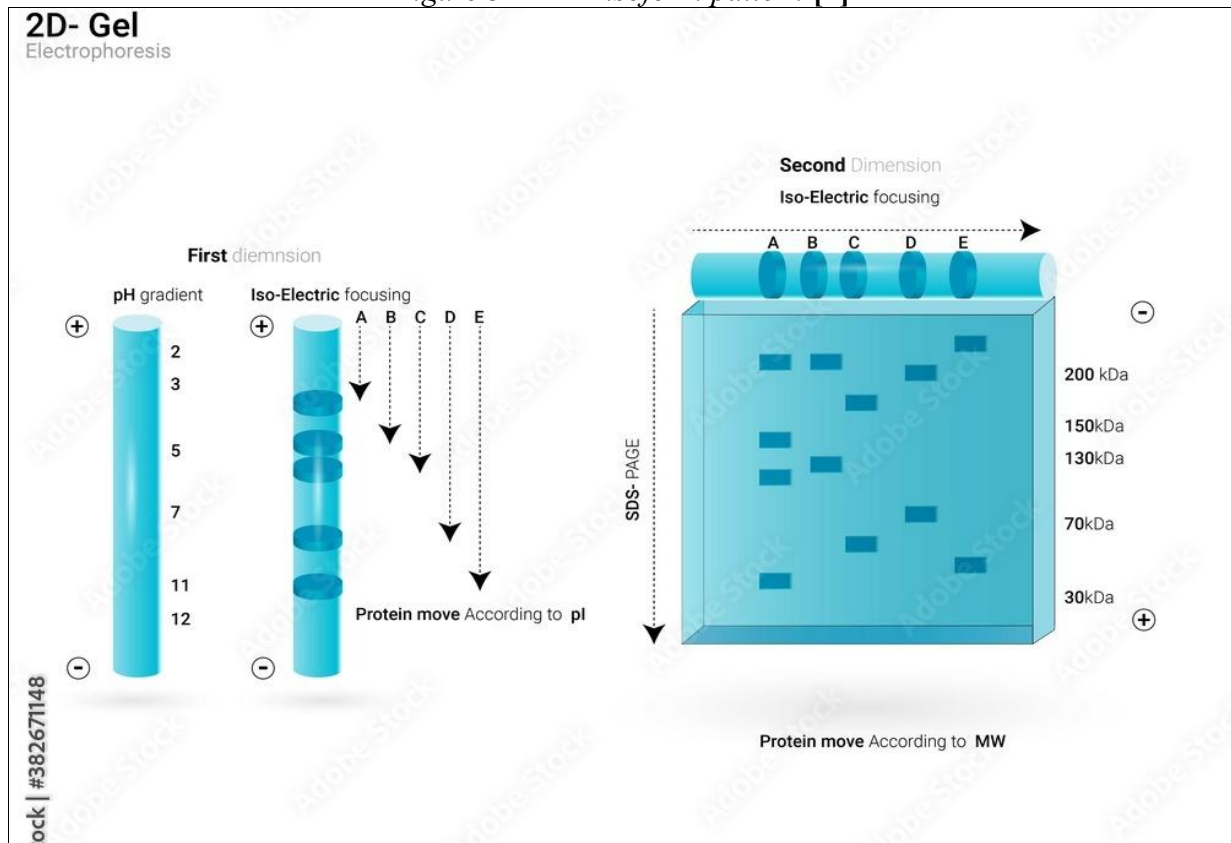 2D- Gel
Electrophoresis
First diemnsion
pH gradient
Iso-Electric focusing
+
2
3
5
7
11
12
-
+
A B C D E
-
Protein move According to pI
Second Dimension
Iso-Electric focusing
A B C D E
SDS- PAGE
-
200 kDa
150kDa
130kDa
70kDa
30kDa
+
Protein move According to MW
Adobe Stock
ock | #382671148